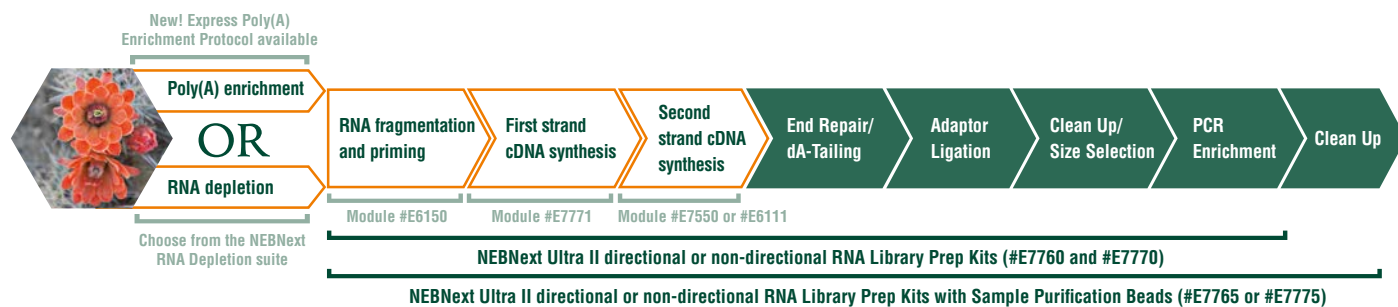 New! Express Poly(A)
Enrichment Protocol available
Poly(A) enrichment
OR
RNA depletion
Choose from the NEBNext
RNA Depletion suite
RNA fragmentation
and priming
Module #E6150
First strand
cDNA synthesis
Module #E7771
Second
strand cDNA
synthesis
Module #E7550 or #E6111
End Repair/
dA-Tailing
Adaptor
Ligation
Clean Up/
Size Selection
PCR
Enrichment
Clean Up
NEBNext Ultra II directional or non-directional RNA Library Prep Kits (#E7760 and #E7770)
NEBNext Ultra II directional or non-directional RNA Library Prep Kits with Sample Purification Beads (#E7765 or #E7775)